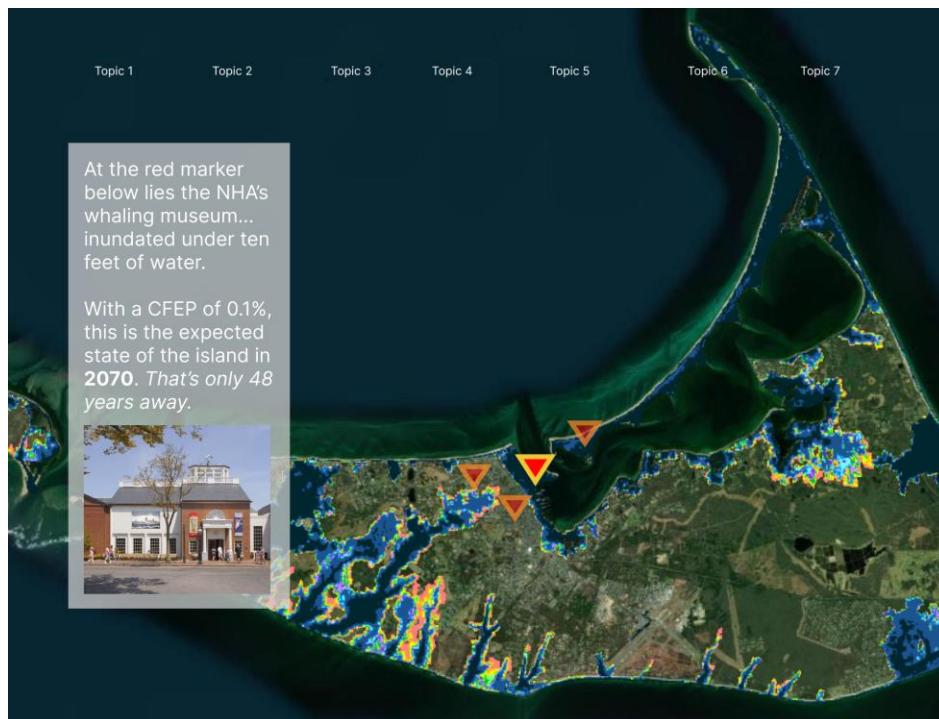 Topic 1 Topic 2 Topic 3 Topic 4 Topic 5 Topic 6 Topic 7
At the red marker
below lies the NHA's
whaling museum...
inundated under ten
feet of water.
With a CFEP of 0.1%,
this is the expected
state of the island in
2070. That's only 48
years away.